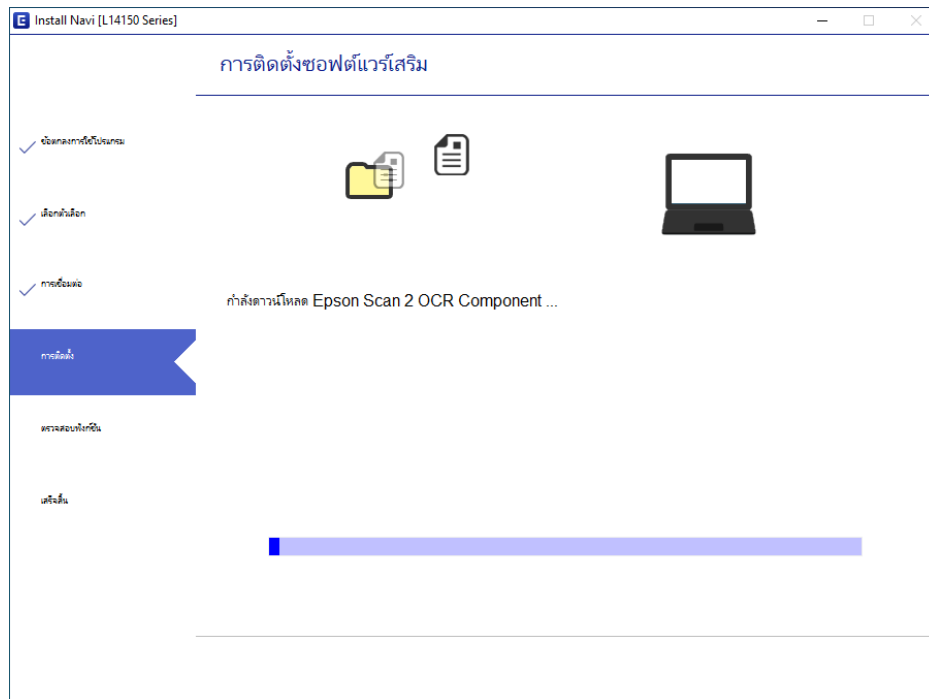 Install Navi [L14150 Series]
การติดตั้งซอฟต์แวร์เสริม
ข้อตกลงการใช้โปรแกรม
เลือกตัวเลือก
การเชื่อมต่อ
กำลังดาวน์โหลด Epson Scan 2 OCR Component ...
การติดตั้ง
ตรวจสอบฟังก์ชัน
เสร็จสิ้น